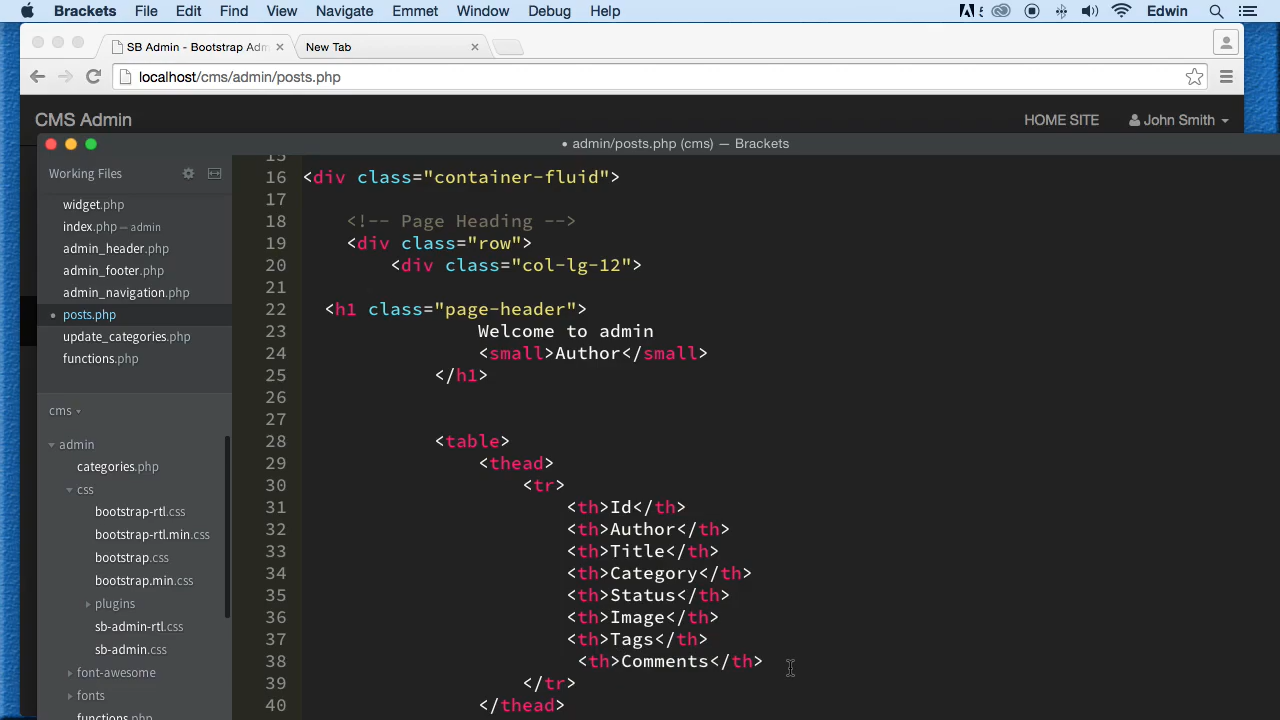 Brackets File Edit Find View Navigate Emmet Window Debug Help Edwin
SB Admin - Bootstrap Adm × New Tab ×
localhost/cms/admin/posts.php
CMS Admin HOME SITE John Smith
• admin/posts.php (cms) — Brackets
Working Files
widget.php
index.php — admin
admin_header.php
admin_footer.php
admin_navigation.php
• posts.php
update_categories.php
functions.php
cms
admin
categories.php
css
bootstrap-rtl.css
bootstrap-rtl.min.css
bootstrap.css
bootstrap.min.css
plugins
sb-admin-rtl.css
sb-admin.css
font-awesome
fonts
functions.php
15
16 <div class="container-fluid">
17
18 <!-- Page Heading -->
19 <div class="row">
20 <div class="col-lg-12">
21
22 <h1 class="page-header">
23 Welcome to admin
24 <small>Author</small>
25 </h1>
26
27
28 <table>
29 <thead>
30 <tr>
31 <th>Id</th>
32 <th>Author</th>
33 <th>Title</th>
34 <th>Category</th>
35 <th>Status</th>
36 <th>Image</th>
37 <th>Tags</th>
38 <th>Comments</th>
39 </tr>
40 </thead>